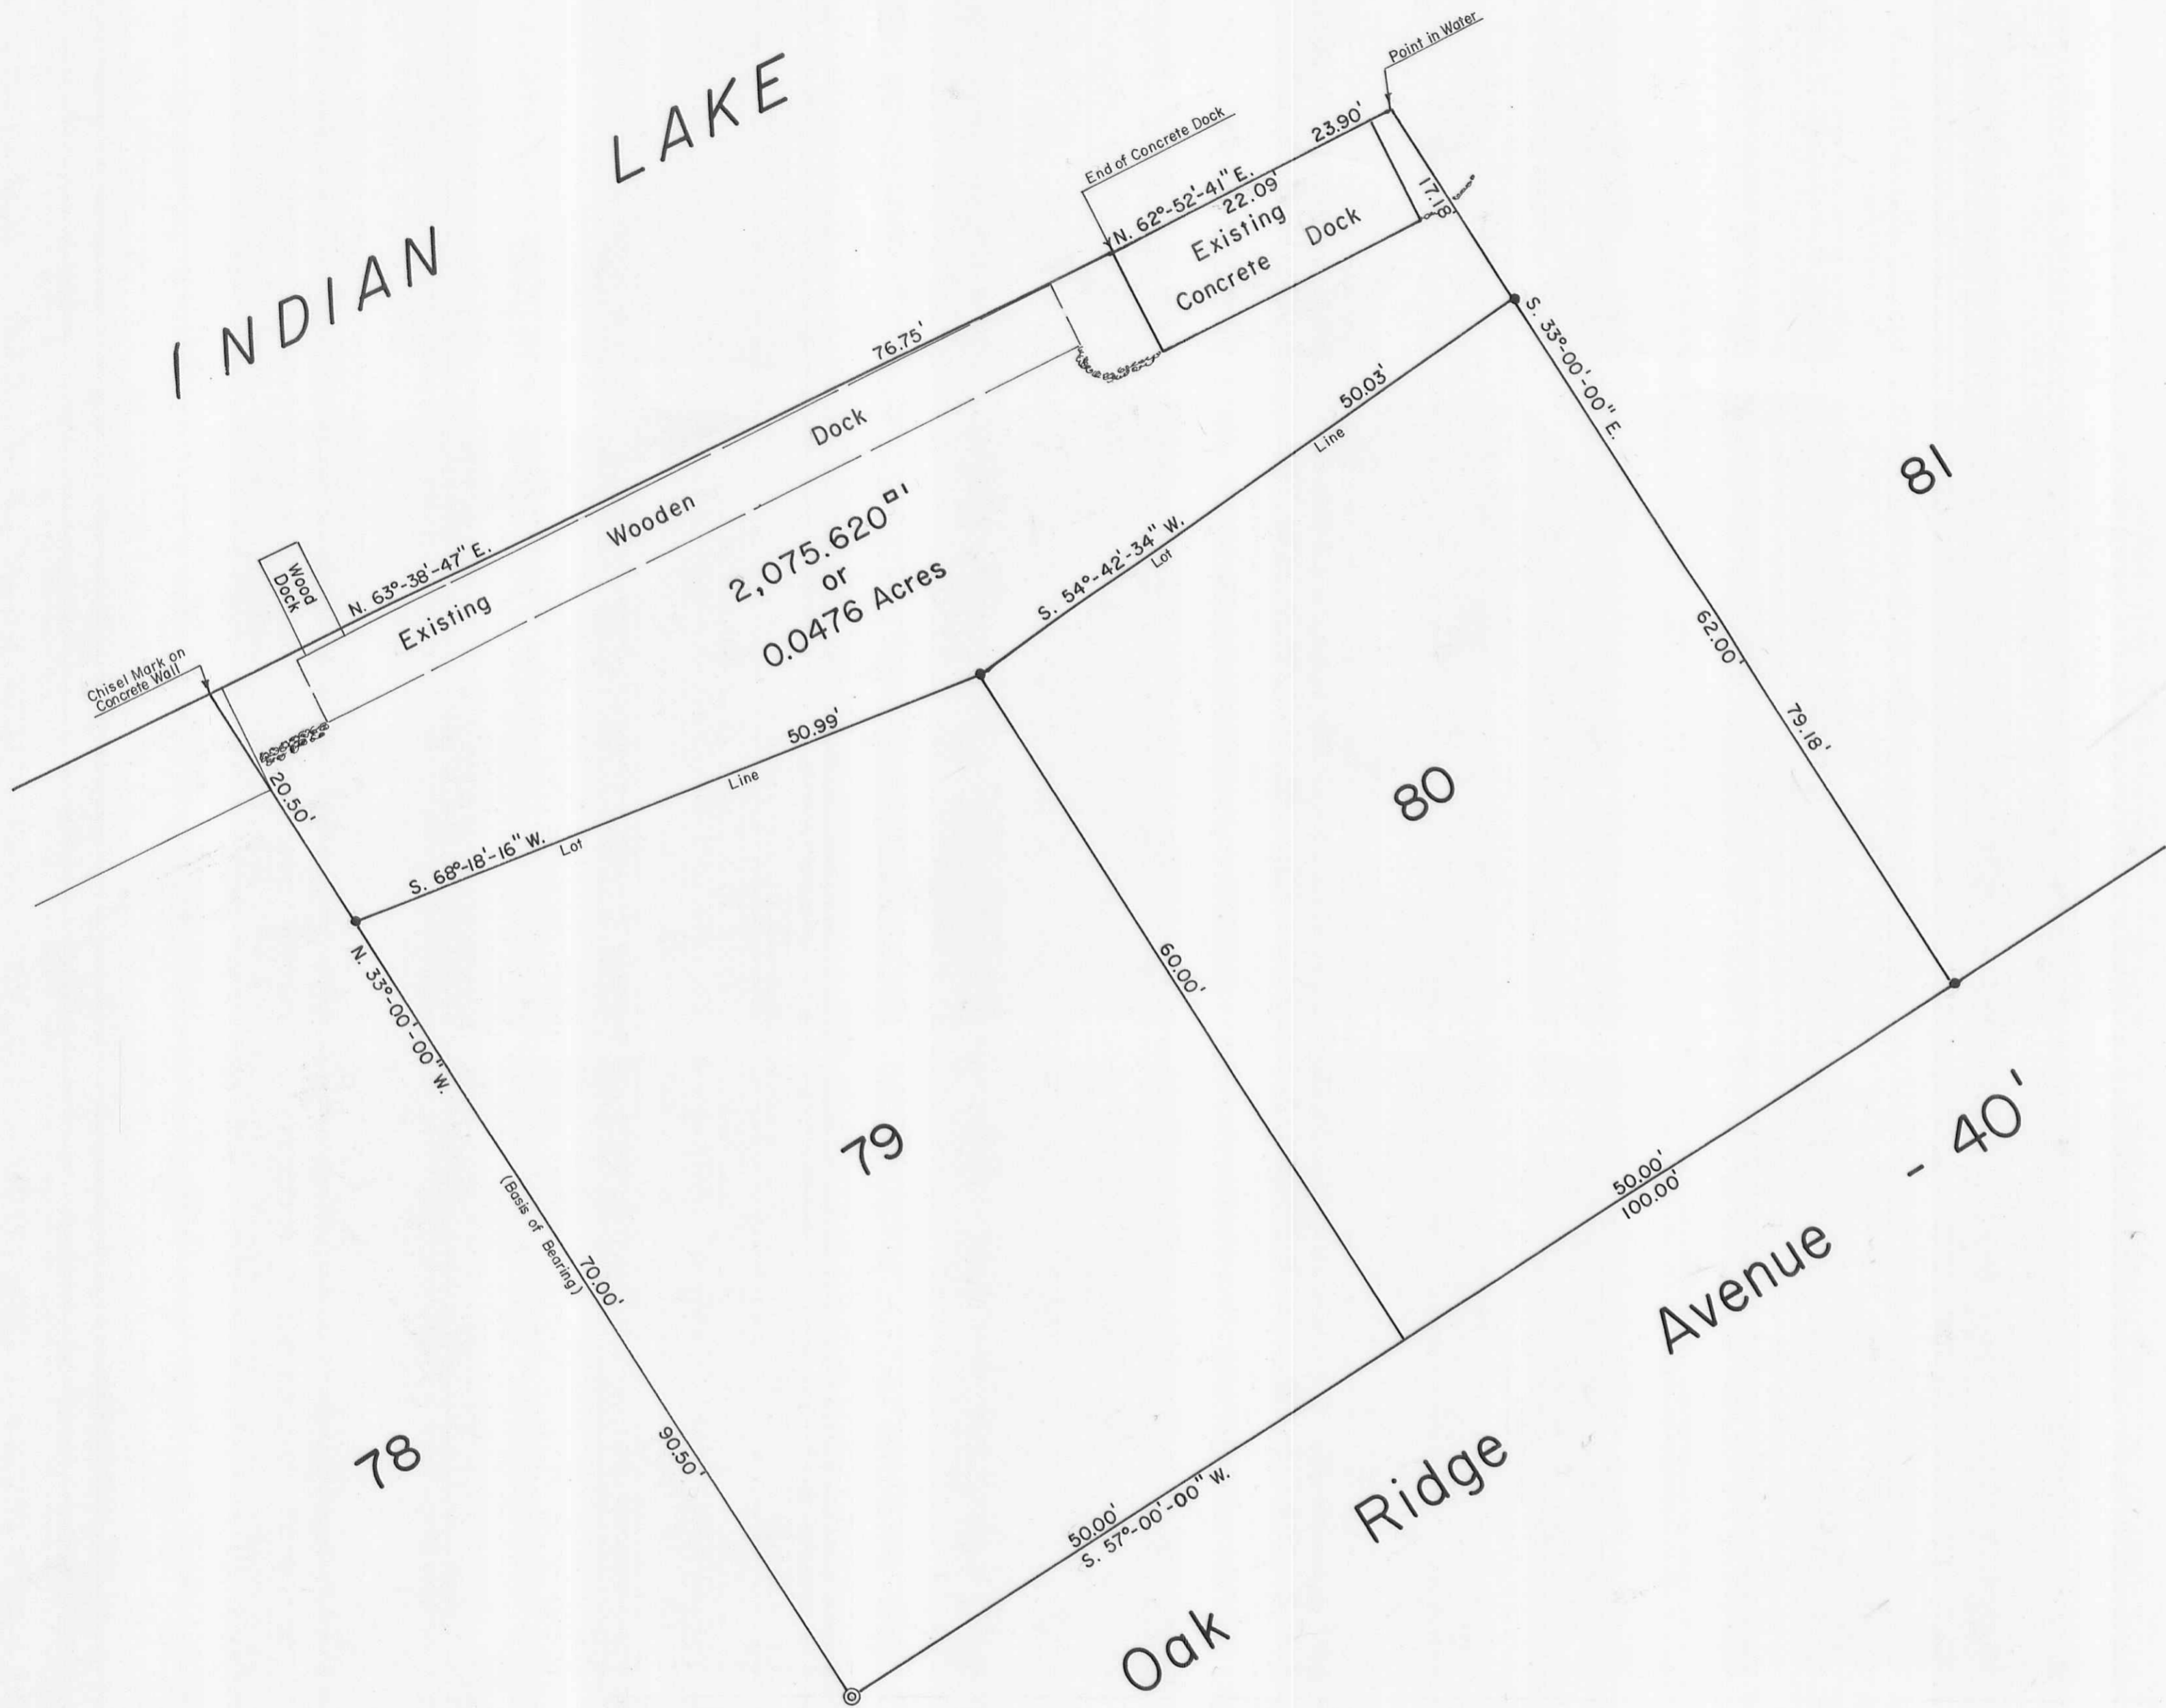 INDIAN LAKE
Point in Water
End of Concrete Dock
23.90'
N. 62°-52'-41" E.
22.09'
Existing
Concrete Dock
17.18'
76.75'
N. 63°-38'-47" E.
Wood
Dock
Existing Wooden Dock
Chisel Mark on
Concrete Wall
2,075.620□'
or
0.0476 Acres
50.03'
S. 54°-42'-34" W.
Lot Line
S. 33°-00'-00" E.
81
62.00'
79.18'
20.50'
50.99'
S. 68°-18'-16" W.
Lot Line
80
60.00'
N. 33°-00'-00" W.
(Basis of Bearing)
70.00'
90.50'
79
78
50.00'
100.00'
50.00'
S. 57°-00'-00" W.
Oak Ridge Avenue - 40'